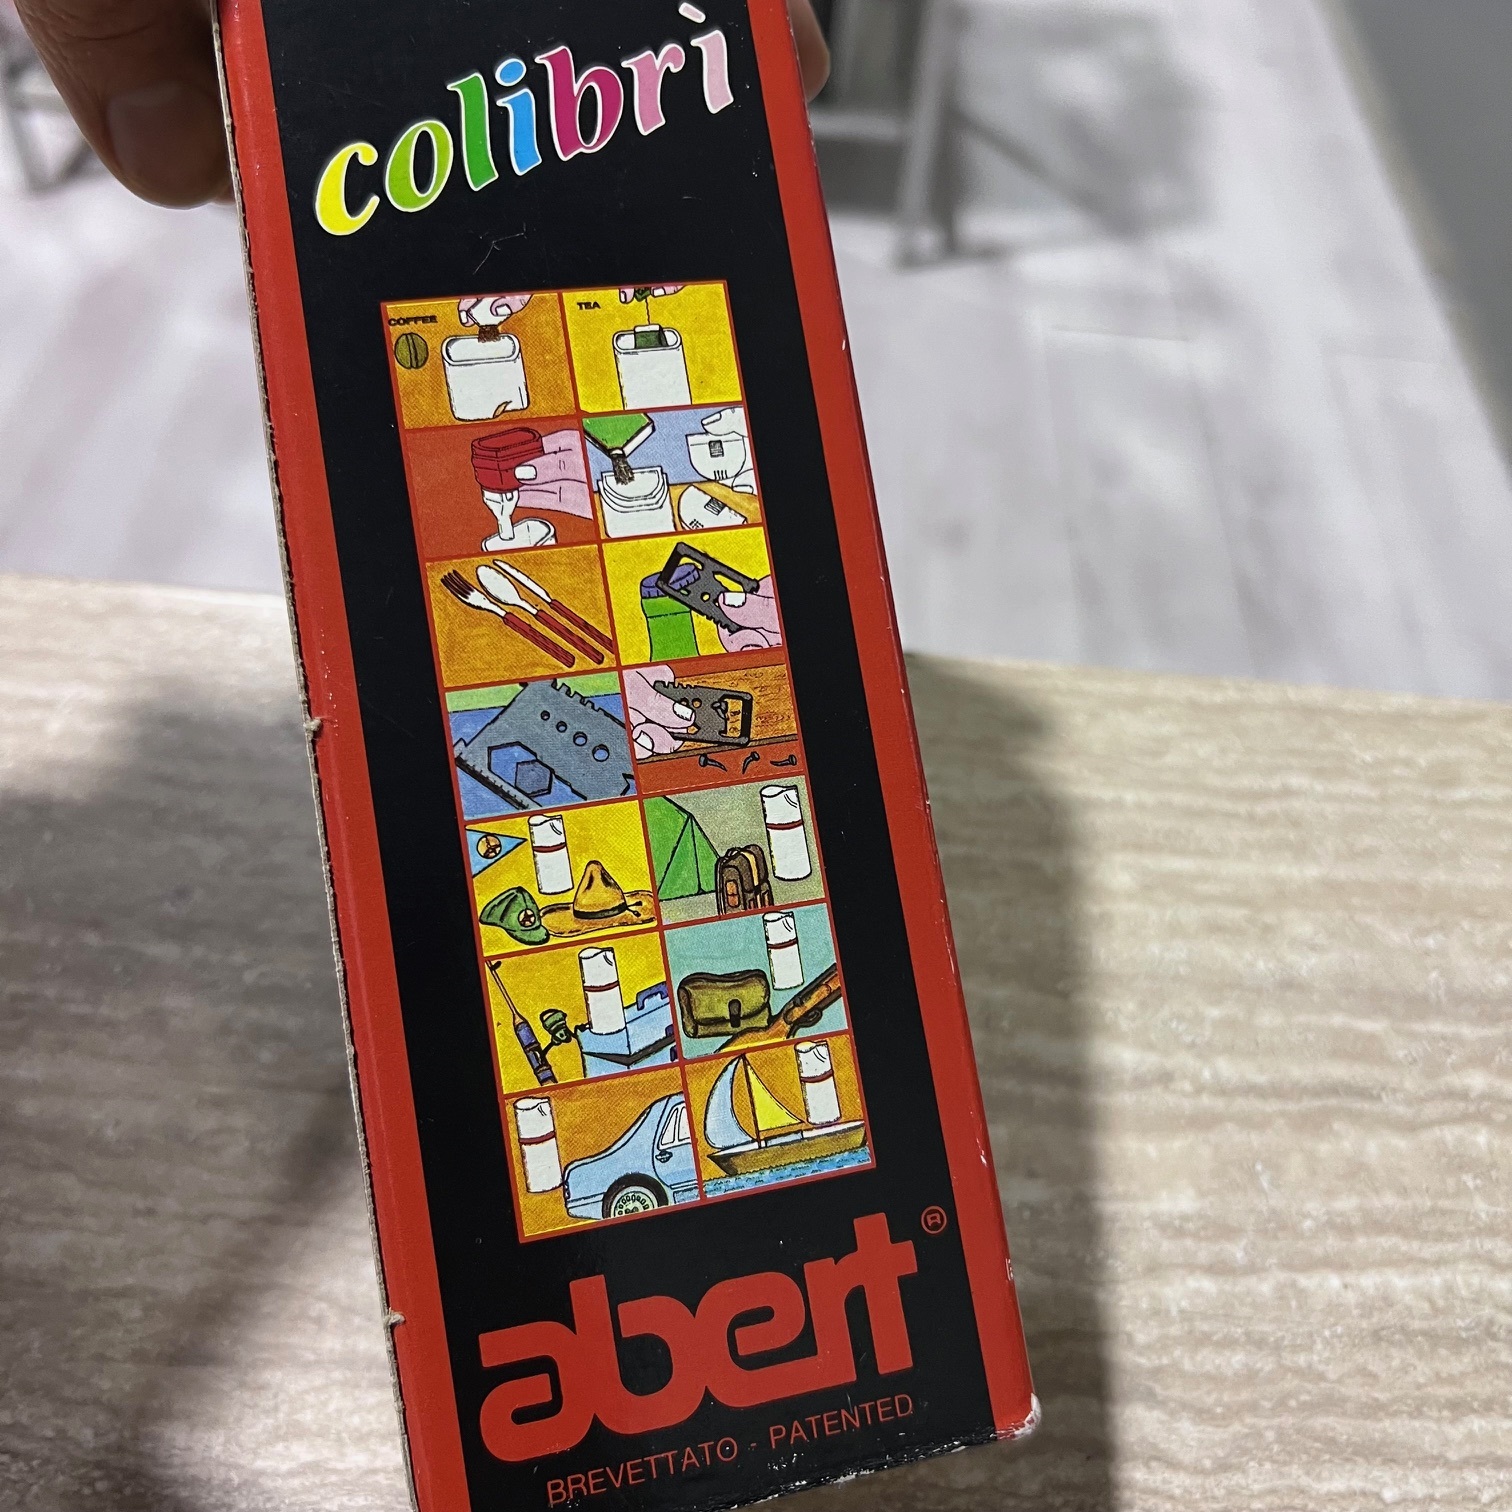 colibrì
COFFEE
TEA
abert ®
BREVETTATO - PATENTED